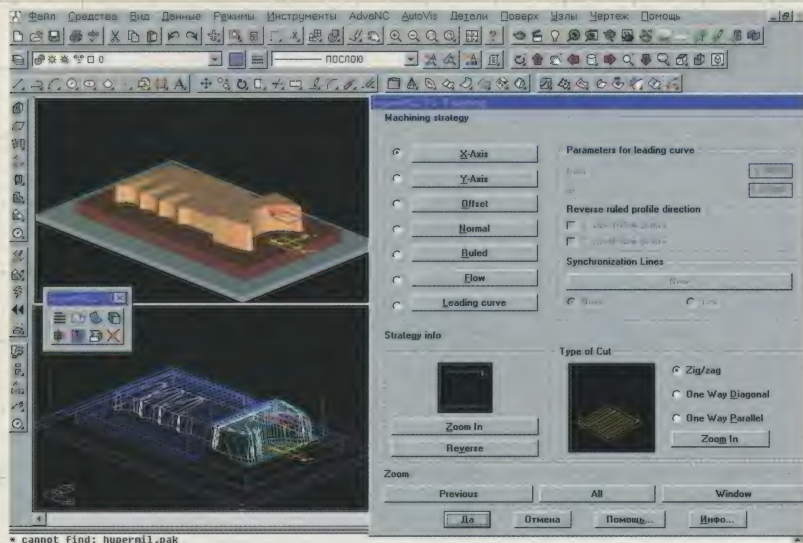 Файл Средства Вид Данные Режимы Инструменты AdvaNC AutoVis Детали Поверх Узлы Чертеж Помощь
0 ПОСЛОЮ
Machining strategy
X-Axis
Y-Axis
Offset
Normal
Ruled
Flow
Leading curve
Parameters for leading curve
Reverse ruled profile direction
Synchronization Lines
Strategy info
Zoom In
Reverse
Type of Cut
Zig/zag
One Way Diagonal
One Way Parallel
Zoom In
Zoom
Previous All Window
Да Отмена Помощь... Инфо...
* cannot find: hupermil.pak